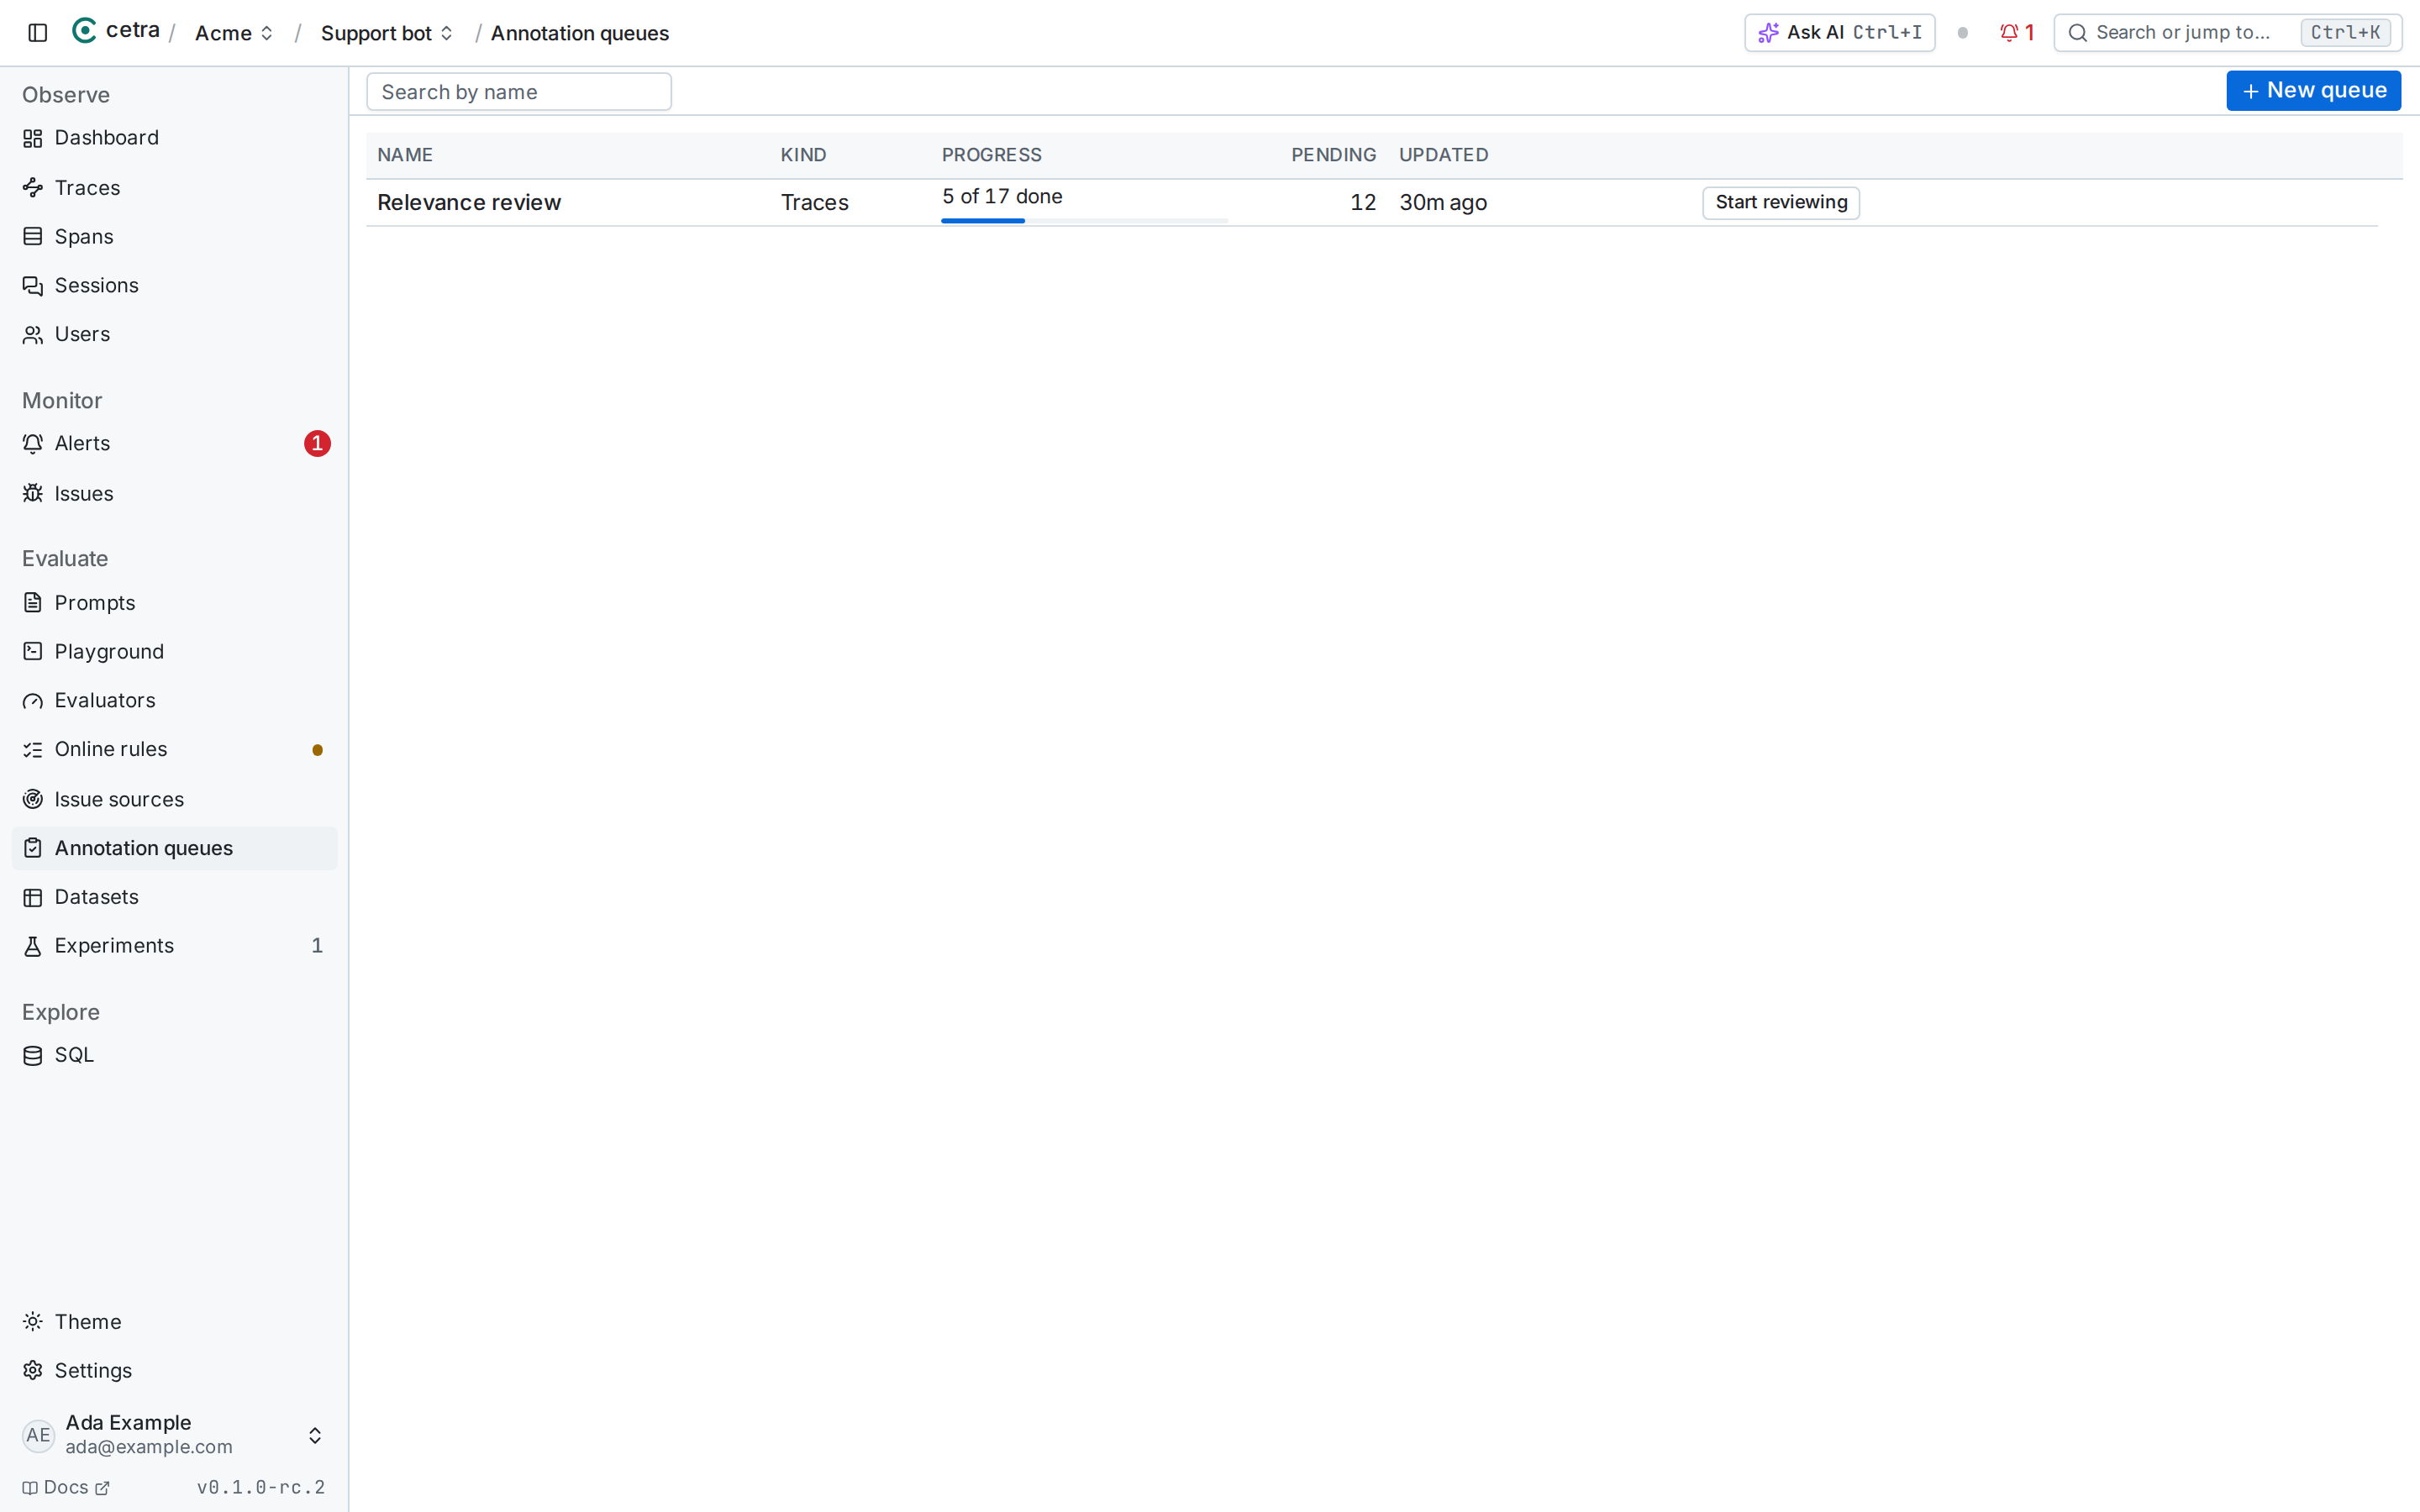 cetra / Acme / Support bot / Annotation queues
Ask AI Ctrl+I
1
Search or jump to... Ctrl+K
Observe
Dashboard
Traces
Spans
Sessions
Users
Monitor
Alerts 1
Issues
Evaluate
Prompts
Playground
Evaluators
Online rules
Issue sources
Annotation queues
Datasets
Experiments 1
Explore
SQL
Theme
Settings
AE
Ada Example
ada@example.com
Docs v0.1.0-rc.2
Search by name
+ New queue
NAME KIND PROGRESS PENDING UPDATED
Relevance review Traces 5 of 17 done 12 30m ago Start reviewing